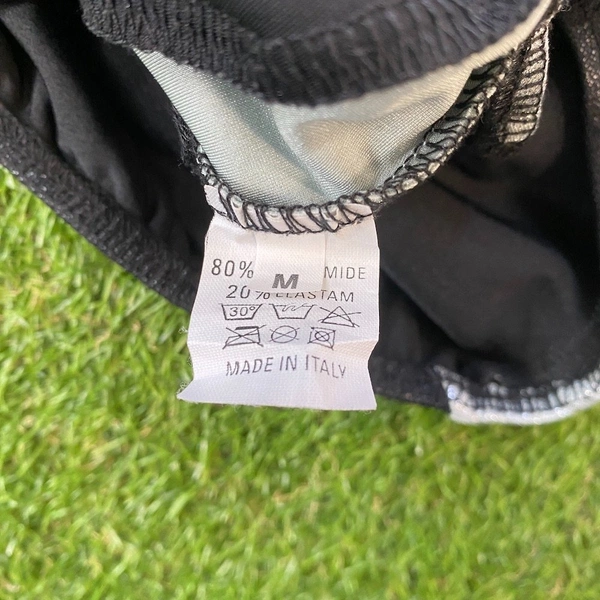 80% MIDE
M
20% ELASTAM
30°
MADE IN ITALY